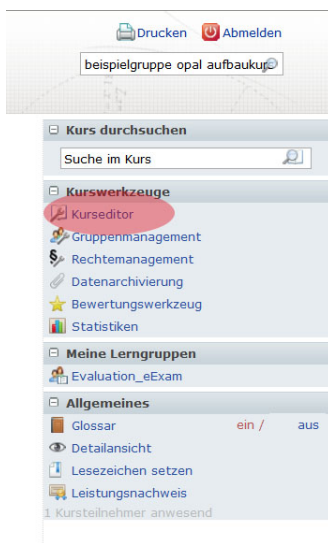 Drucken Abmelden
beispielgruppe opal aufbaukurs
Kurs durchsuchen
Suche im Kurs
Kurswerkzeuge
Kurseditor
Gruppenmanagement
Rechtemanagement
Datenarchivierung
Bewertungswerkzeug
Statistiken
Meine Lerngruppen
Evaluation_eExam
Allgemeines
Glossar ein / aus
Detailansicht
Lesezeichen setzen
Leistungsnachweis
1 Kursteilnehmer anwesend